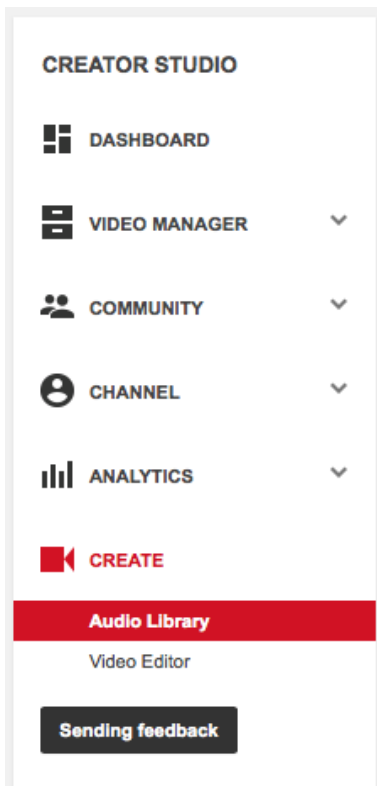 CREATOR STUDIO
DASHBOARD
VIDEO MANAGER
COMMUNITY
CHANNEL
ANALYTICS
CREATE
Audio Library
Video Editor
Sending feedback